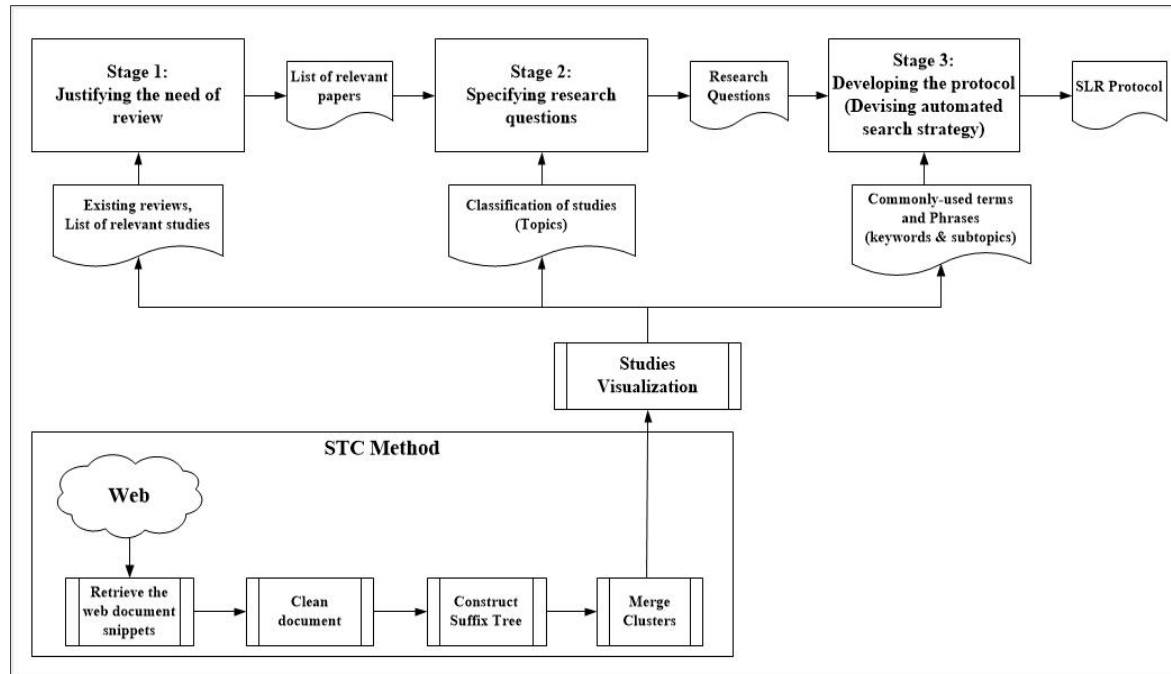 Stage 1:
Justifying the need of
review
List of relevant
papers
Stage 2:
Specifying research
questions
Research
Questions
Stage 3:
Developing the protocol
(Devising automated
search strategy)
SLR Protocol
Existing reviews,
List of relevant studies
Classification of studies
(Topics)
Commonly-used terms
and Phrases
(keywords & subtopics)
Studies
Visualization
STC Method
Web
Retrieve the
web document
snippets
Clean
document
Construct
Suffix Tree
Merge
Clusters